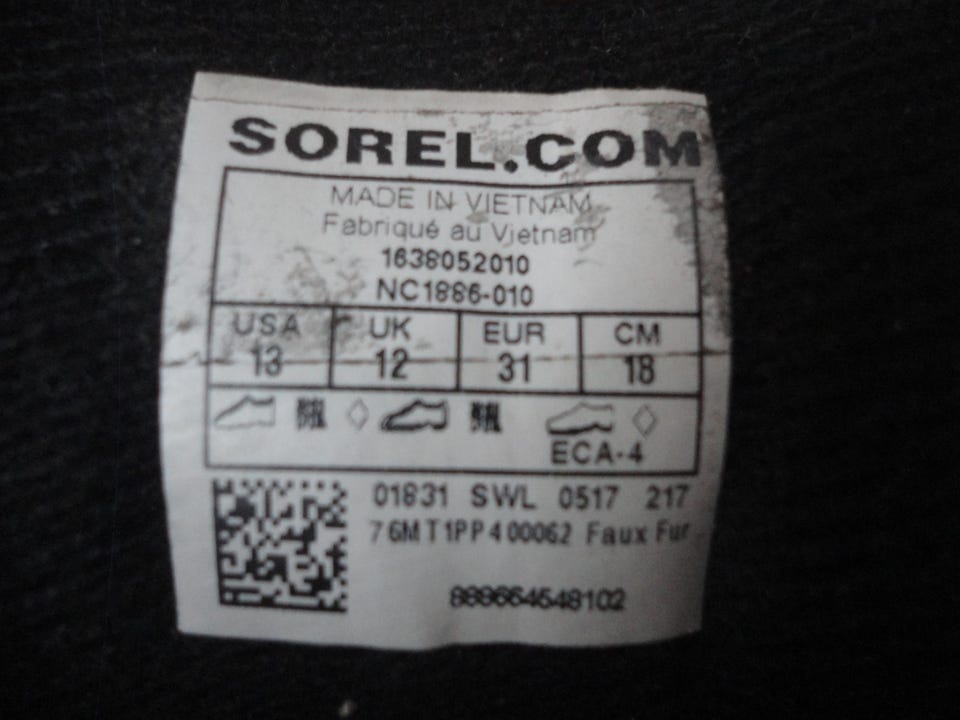 SOREL.COM
MADE IN VIETNAM
Fabriqué au Vietnam
1638052010
NC1886-010
USA UK EUR CM
13 12 31 18
ECA-4
01831 SWL 0517 217
76MT1PP400062 Faux Fur
888664548102